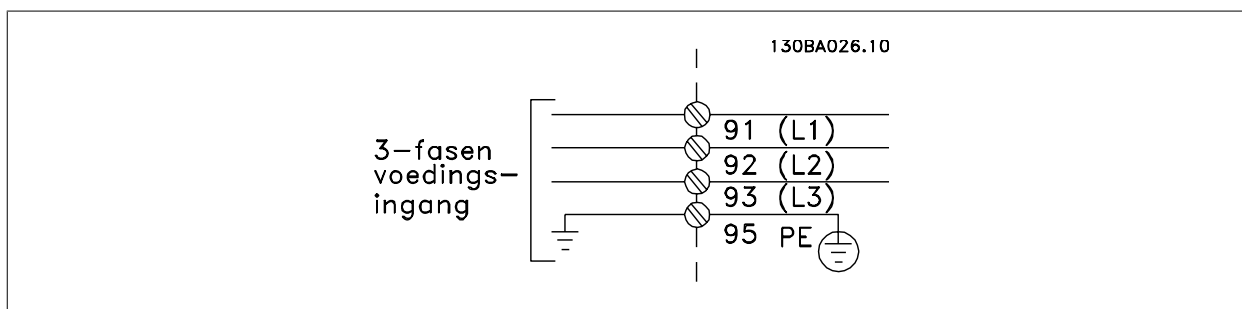 130BA026.10
3-fasen
voedings-
ingang
91 (L1)
92 (L2)
93 (L3)
95 PE